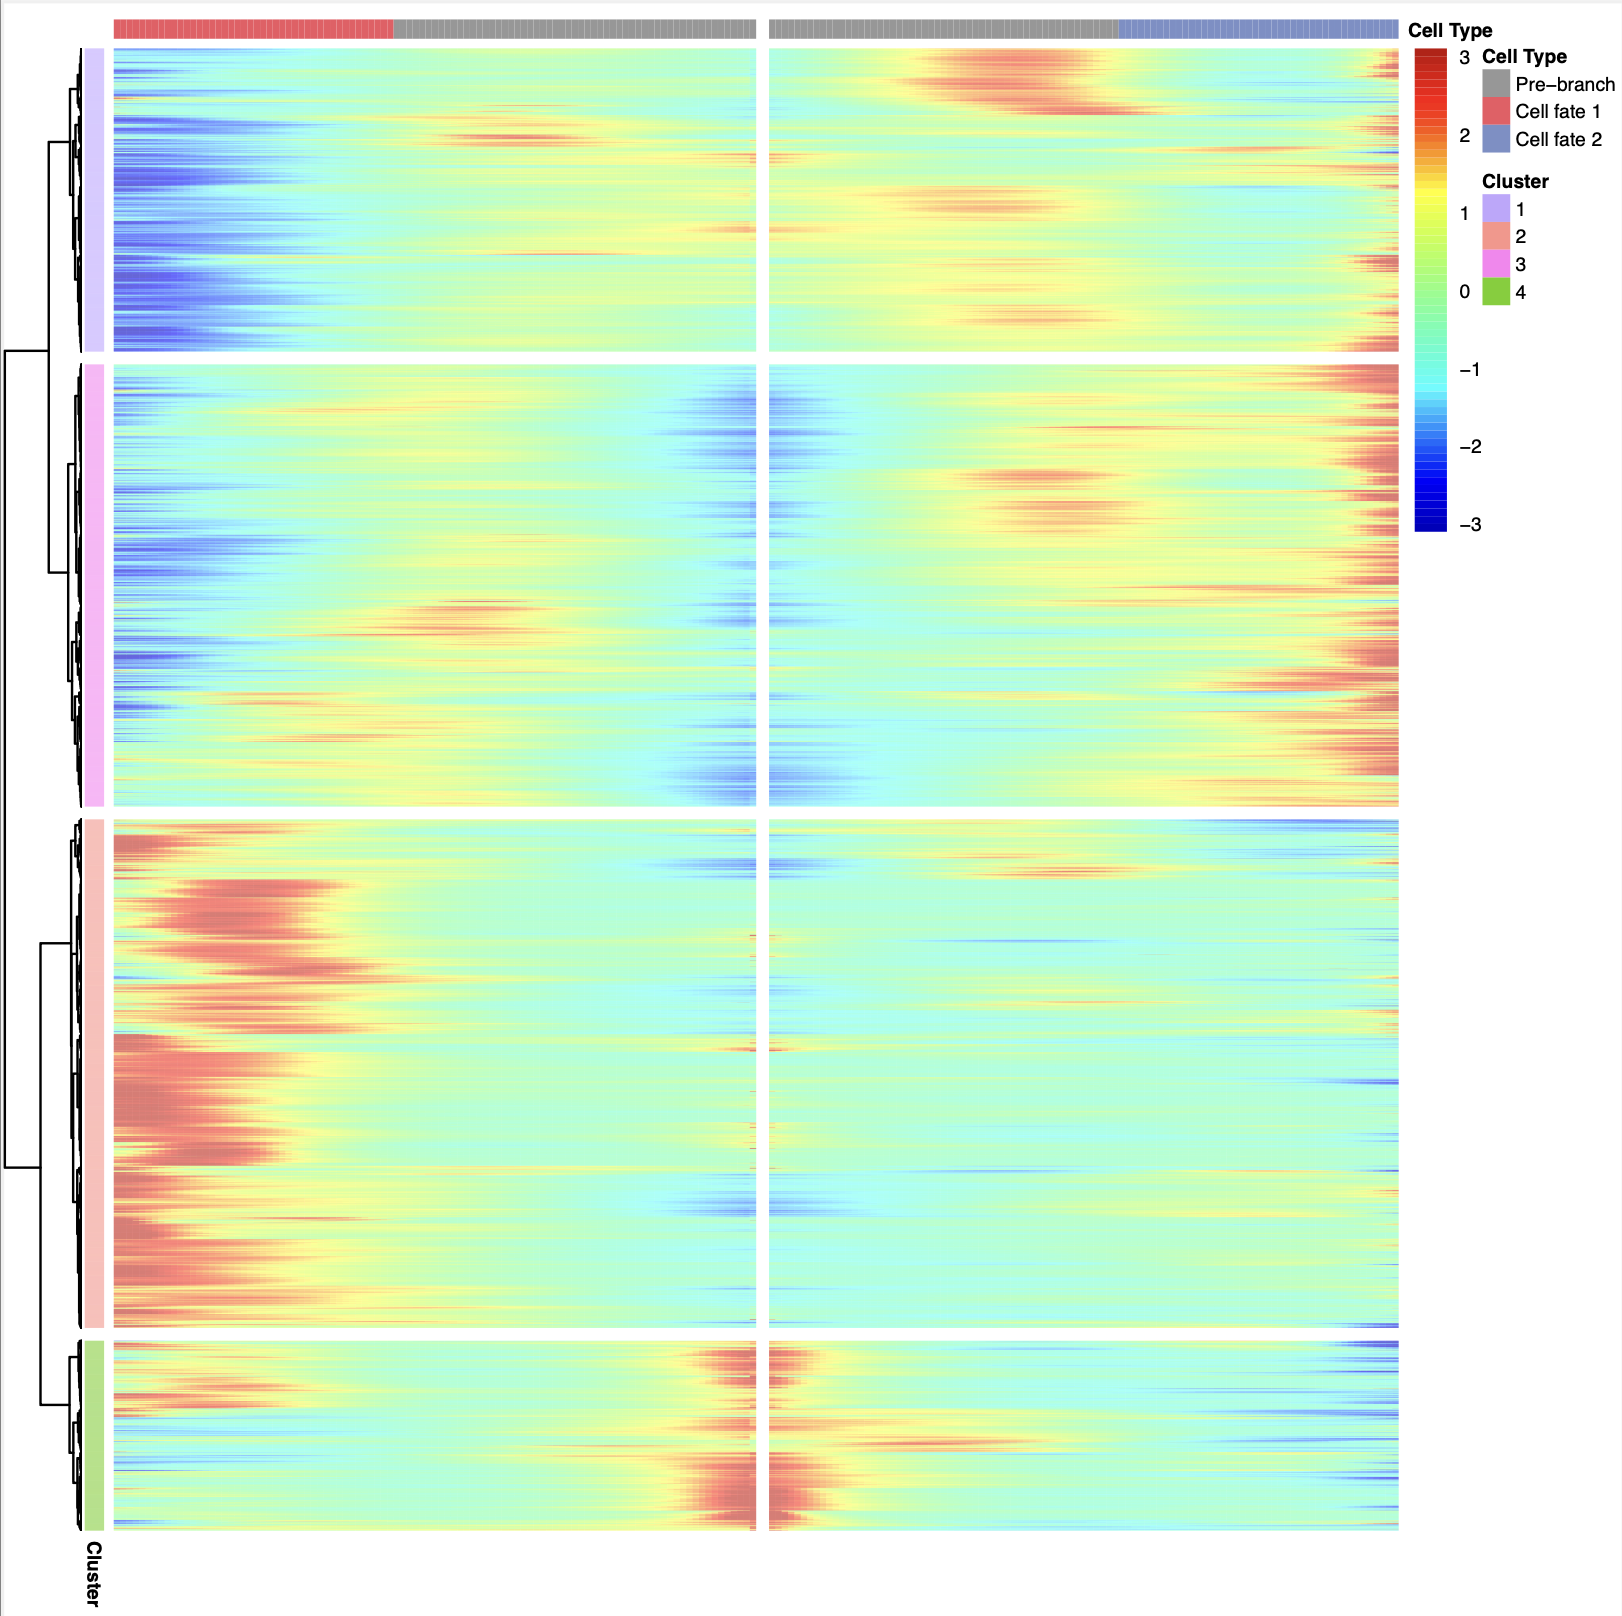 Cell Type
3
2
1
0
−1
−2
−3
Cell Type
Pre−branch
Cell fate 1
Cell fate 2
Cluster
1
2
3
4
Cluster